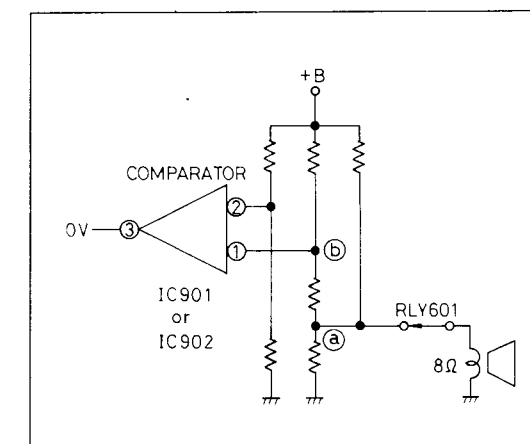 +B
COMPARATOR
2
0V
3
1
b
IC901
or
IC902
RLY601
a
8Ω